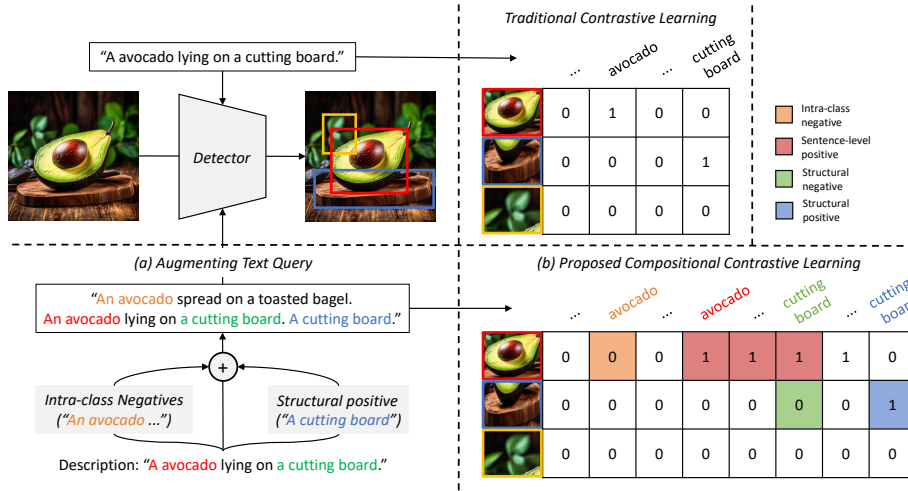 Traditional Contrastive Learning
“A avocado lying on a cutting board.”
... avocado ... cutting board
Detector
0 1 0 0
0 0 0 1
0 0 0 0
Intra-class
negative
Sentence-level
positive
Structural
negative
Structural
positive
(a) Augmenting Text Query
“An avocado spread on a toasted bagel.
An avocado lying on a cutting board. A cutting board.”
+
Intra-class Negatives
(“An avocado ...”)
Structural positive
(“A cutting board”)
Description: “A avocado lying on a cutting board.”
(b) Proposed Compositional Contrastive Learning
... avocado ... avocado ... cutting board ... cutting board
0 0 0 1 1 1 1 0
0 0 0 0 0 0 0 1
0 0 0 0 0 0 0 0